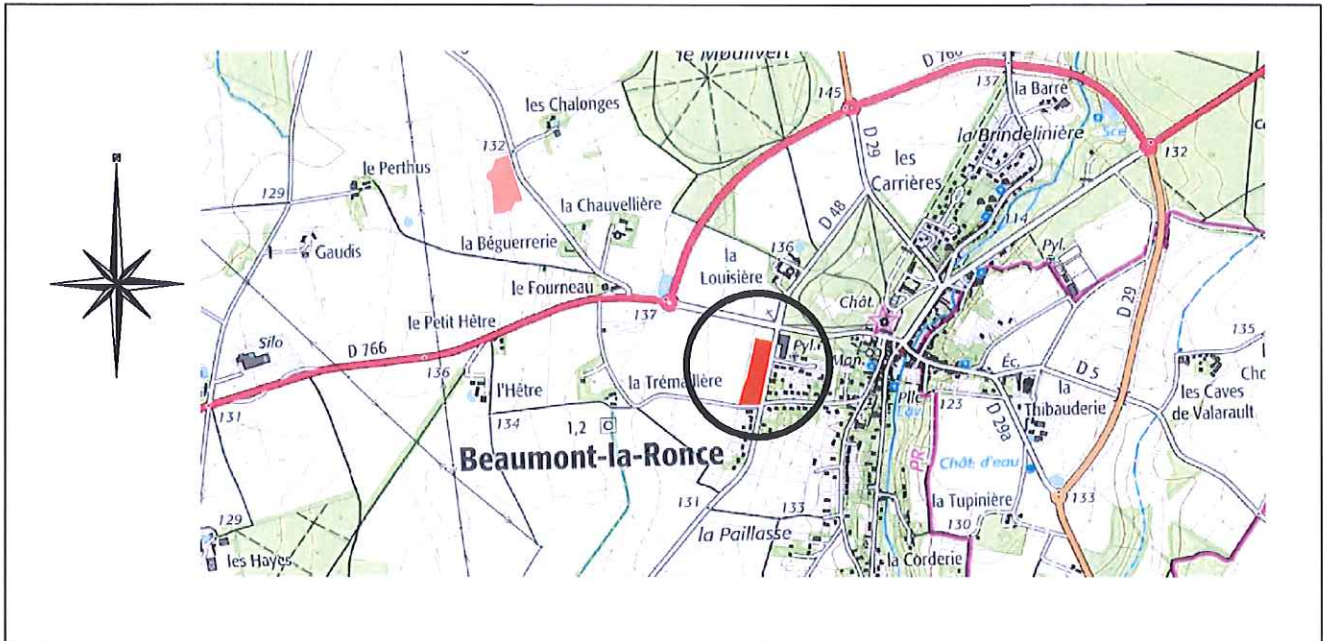 le Moulivert
D 766
145
137
la Barre
la Brindelinière
Sce
132
les Chalonges
132
le Perthus
129
D 29
les
Carrières
114
la Chauvellière
D 48
la Béguerrerie
Gaudis
136
la
Louisière
Pyl.
le Fourneau
137
Chôt.
D 29
le Petit Hêtre
Silo
D 766
Pyl.
Man.
135
136
Éc.
D 5
l'Hêtre
la Trémallère
la
Thibauderie
les Caves
de Valarault
131
134
1,2
C
123
D 29a
Beaumont-la-Ronce
PR
Chôt. d'eau
131
133
133
la Tupinière
130
129
la Paillasse
les Hayes
la Corderie